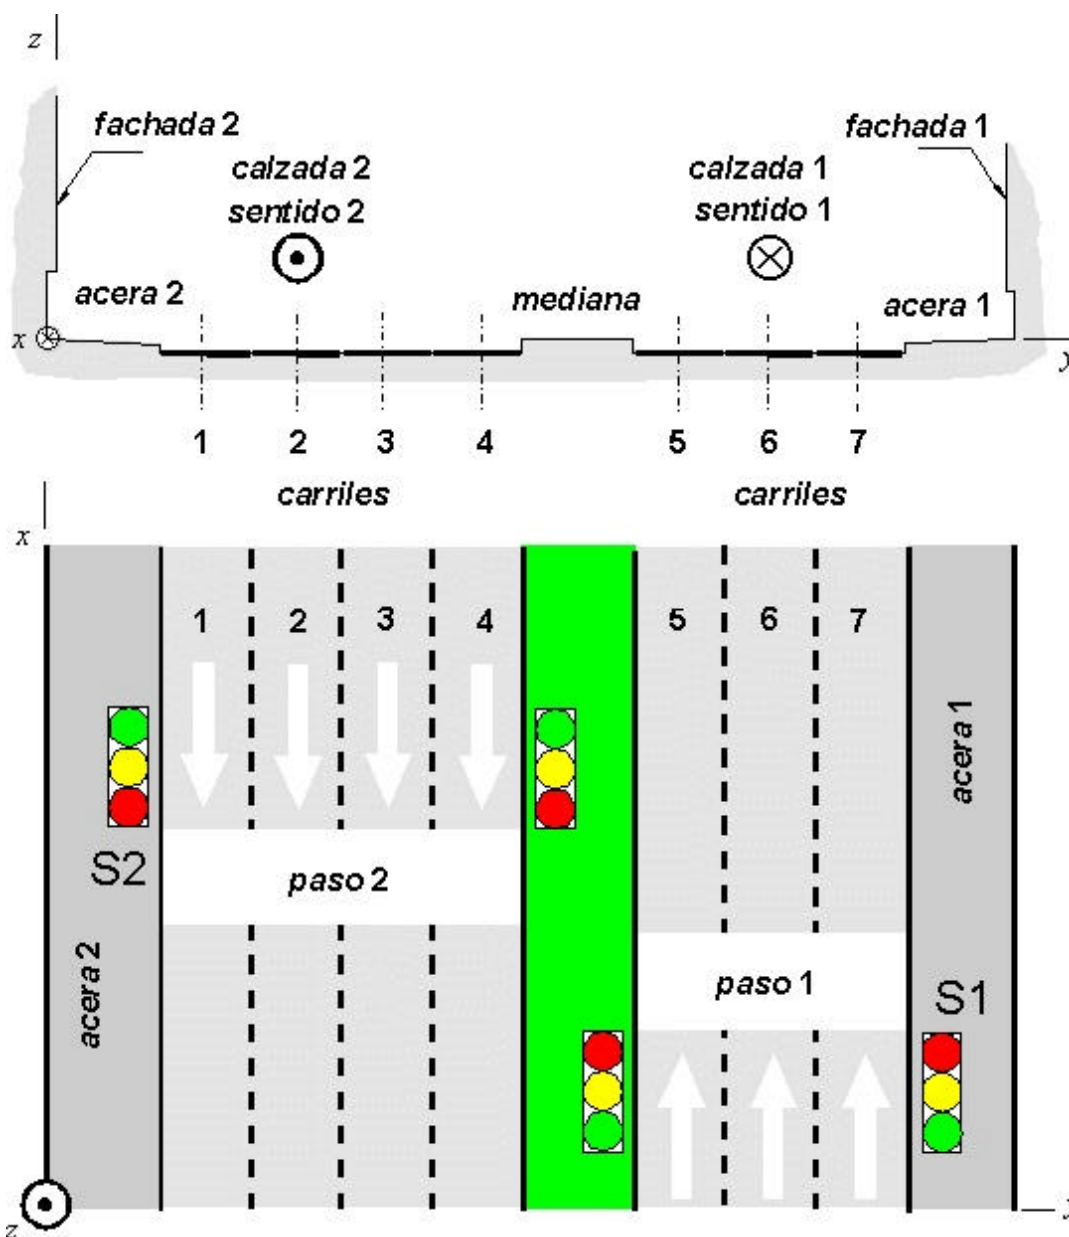 z
fachada 2
fachada 1
calzada 2
calzada 1
sentido 2
sentido 1
acera 2
mediana
acera 1
x
y
1 2 3 4 5 6 7
carriles
carriles
x
1 2 3 4 5 6 7
acera 1
S2
paso 2
acera 2
paso 1
S1
z